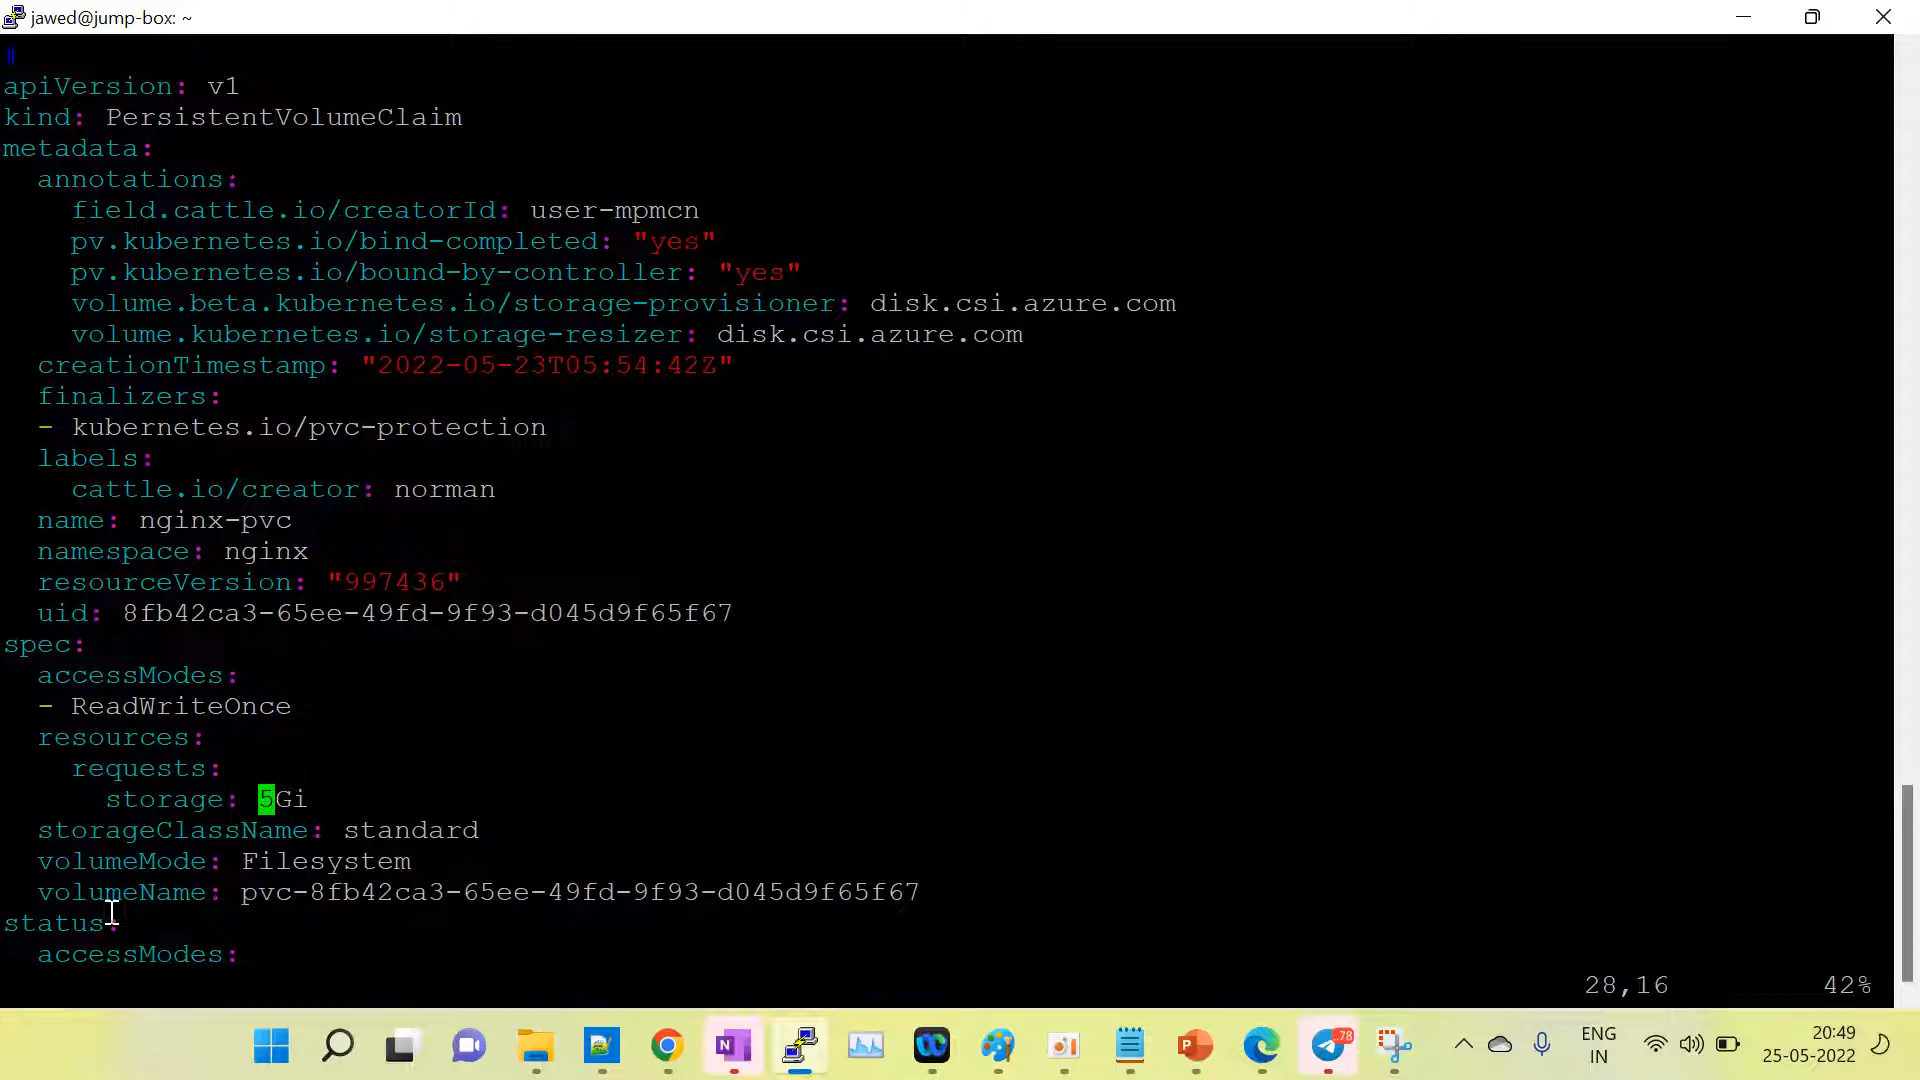 jawed@jump-box: ~
#
apiVersion: v1
kind: PersistentVolumeClaim
metadata:
  annotations:
    field.cattle.io/creatorId: user-mpmcn
    pv.kubernetes.io/bind-completed: "yes"
    pv.kubernetes.io/bound-by-controller: "yes"
    volume.beta.kubernetes.io/storage-provisioner: disk.csi.azure.com
    volume.kubernetes.io/storage-resizer: disk.csi.azure.com
  creationTimestamp: "2022-05-23T05:54:42Z"
  finalizers:
  - kubernetes.io/pvc-protection
  labels:
    cattle.io/creator: norman
  name: nginx-pvc
  namespace: nginx
  resourceVersion: "997436"
  uid: 8fb42ca3-65ee-49fd-9f93-d045d9f65f67
spec:
  accessModes:
  - ReadWriteOnce
  resources:
    requests:
      storage: 5Gi
  storageClassName: standard
  volumeMode: Filesystem
  volumeName: pvc-8fb42ca3-65ee-49fd-9f93-d045d9f65f67
status:
  accessModes:
28,16 42%
78
ENG
IN
20:49
25-05-2022